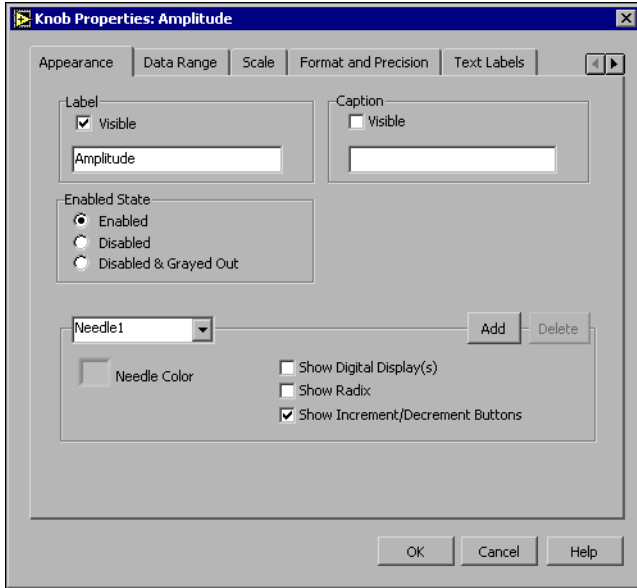 Knob Properties: Amplitude
Appearance Data Range Scale Format and Precision Text Labels
Label Caption
Visible Visible
Amplitude
Enabled State
Enabled
Disabled
Disabled & Grayed Out
Needle1 Add Delete
Needle Color
Show Digital Display(s)
Show Radix
Show Increment/Decrement Buttons
OK Cancel Help